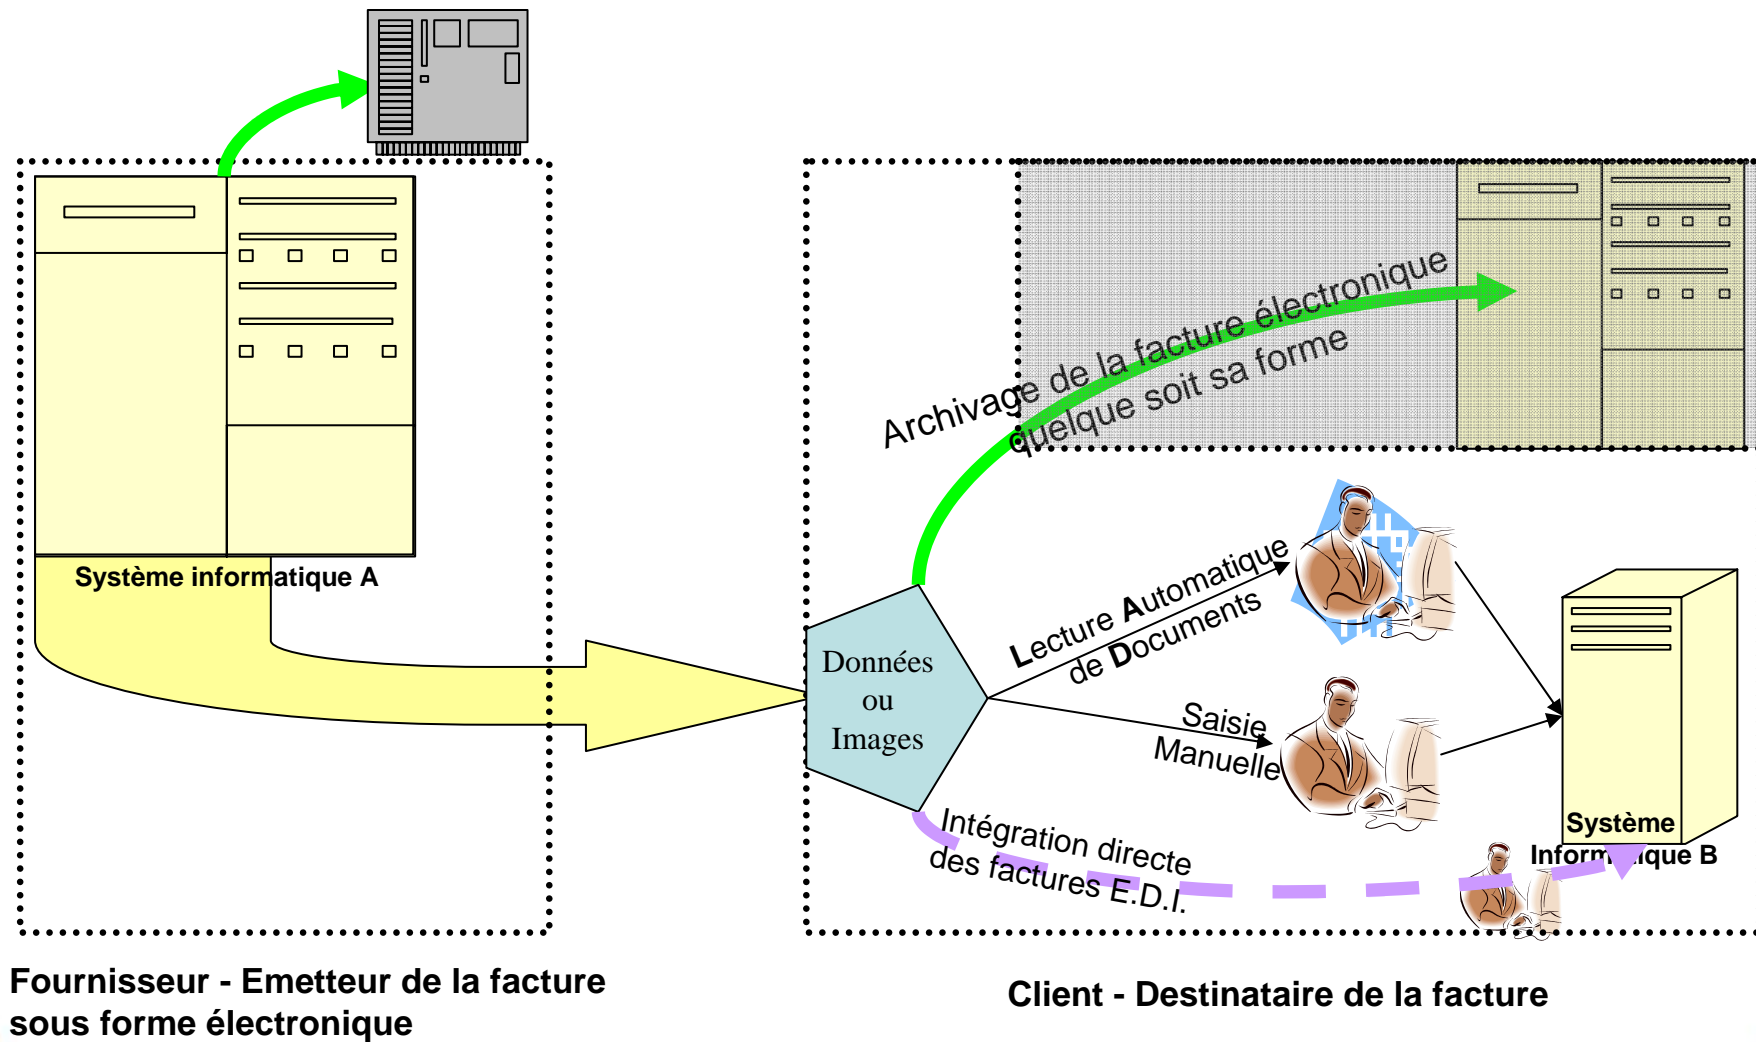 Système informatique A
Archivage de la facture électronique
quelque soit sa forme
Lecture Automatique
de Documents
Données
ou
Images
Saisie
Manuelle
Intégration directe
des factures E.D.I.
Système
Informatique B
Fournisseur - Emetteur de la facture
sous forme électronique
Client - Destinataire de la facture